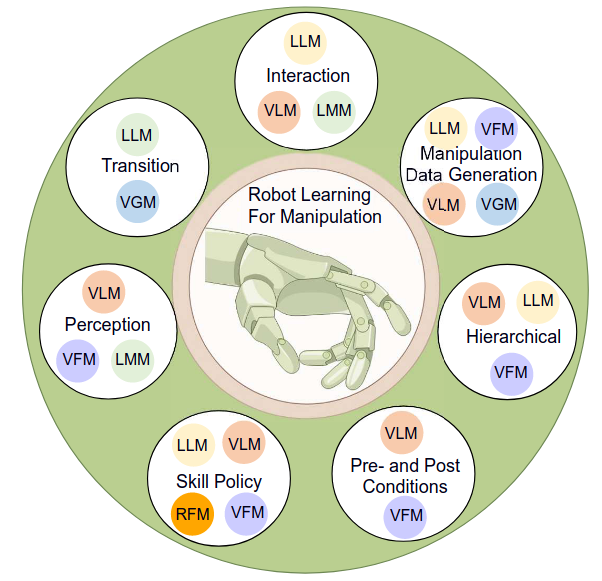 LLM
Interaction
VLM LMM
LLM VFM
Manipulation
Data Generation
VLM VGM
LLM
Transition
VGM
Robot Learning
For Manipulation
VLM LLM
Hierarchical
VFM
VLM
Perception
VFM LMM
LLM VLM
Skill Policy
RFM VFM
VLM
Pre- and Post
Conditions
VFM